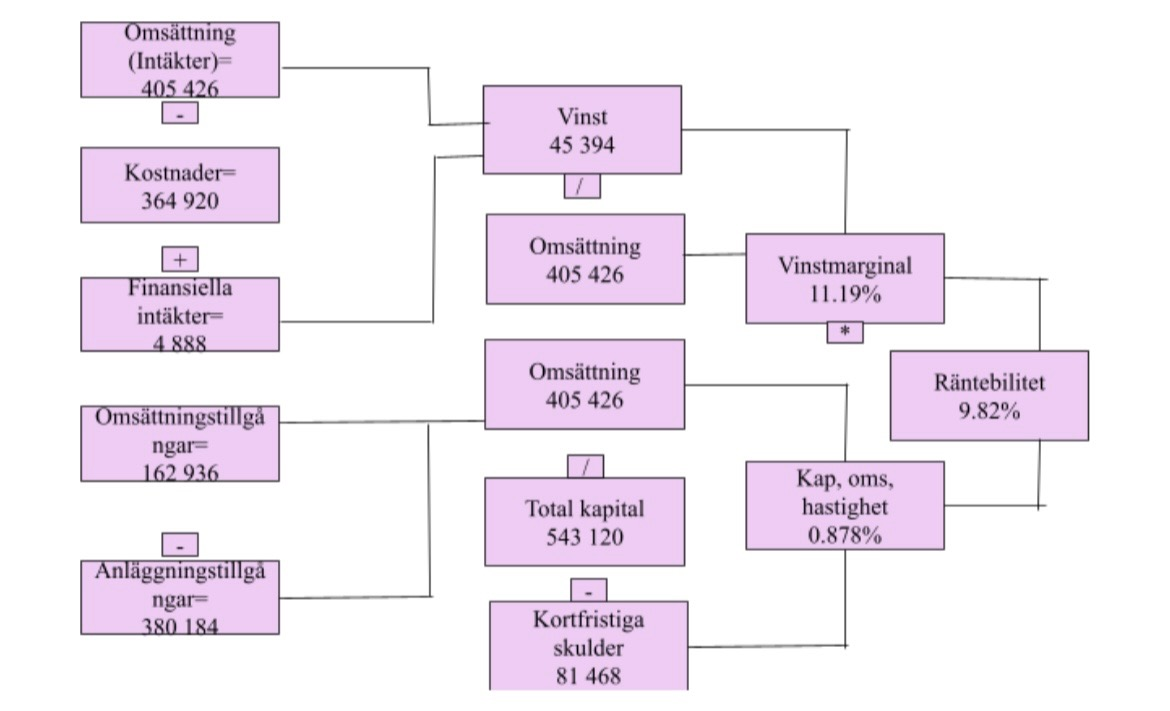 Omsättning
(Intäkter)=
405 426
-
Kostnader=
364 920
+
Finansiella
intäkter=
4 888
Omsättningstillgå
ngar=
162 936
-
Anläggningstillgå
ngar=
380 184
Vinst
45 394
/
Omsättning
405 426
Omsättning
405 426
/
Total kapital
543 120
-
Kortfristiga
skulder
81 468
Vinstmarginal
11.19%
*
Kap, oms,
hastighet
0.878%
Räntebilitet
9.82%